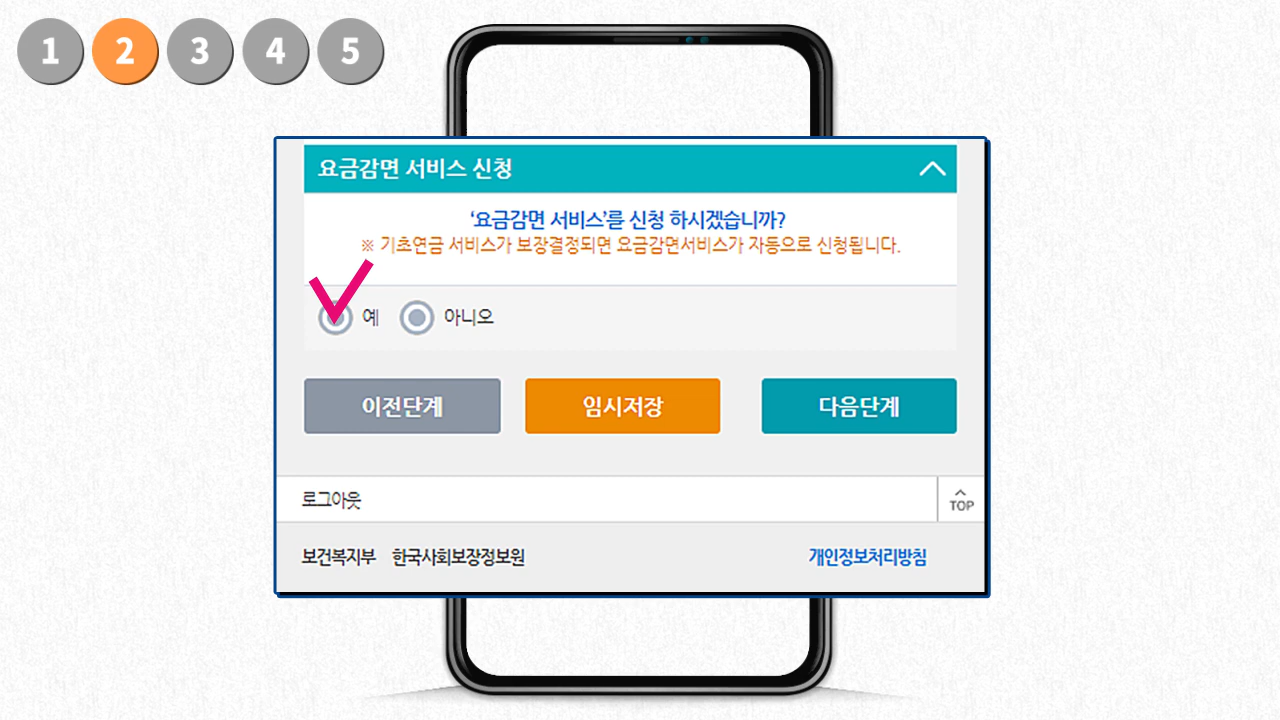 1 2 3 4 5
요금감면 서비스 신청
‘요금감면 서비스’를 신청 하시겠습니까?
※ 기초연금 서비스가 보장결정되면 요금감면서비스가 자동으로 신청됩니다.
예 아니오
이전단계 임시저장 다음단계
로그아웃 TOP
보건복지부 한국사회보장정보원 개인정보처리방침